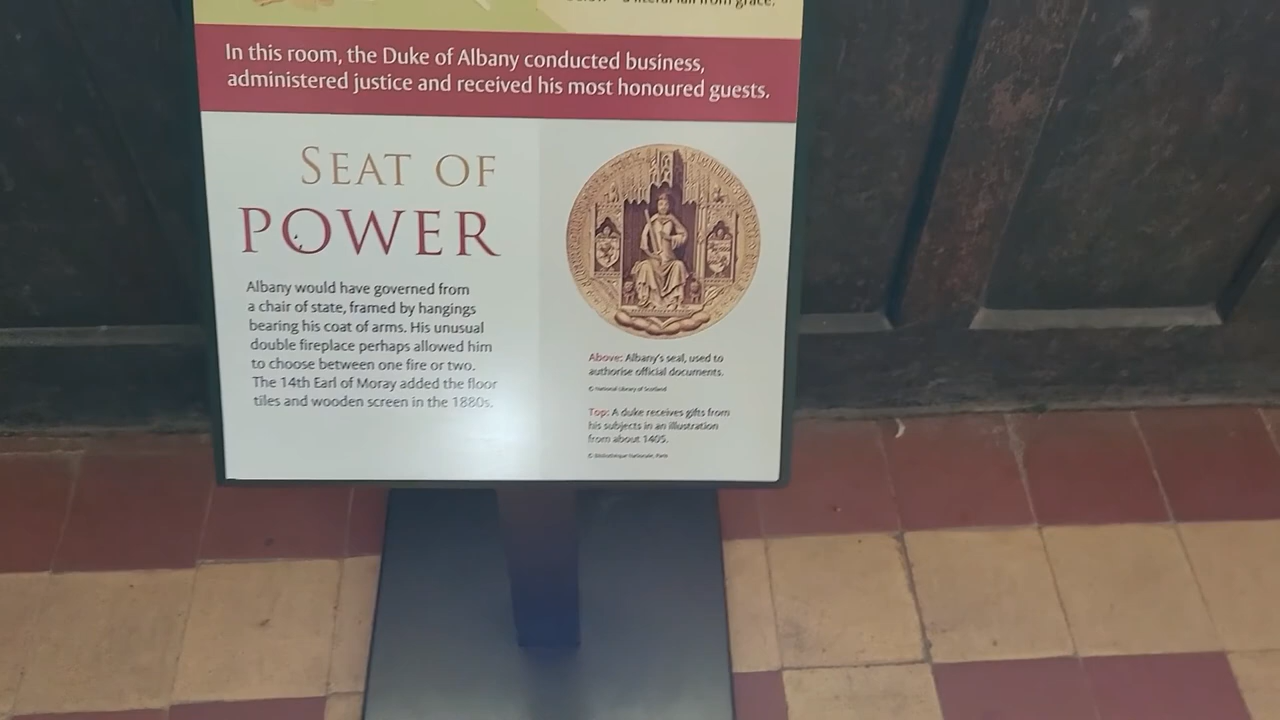 a literal fall from grace.
In this room, the Duke of Albany conducted business,
administered justice and received his most honoured guests.
SEAT OF
POWER
Albany would have governed from
a chair of state, framed by hangings
bearing his coat of arms. His unusual
double fireplace perhaps allowed him
to choose between one fire or two.
The 14th Earl of Moray added the floor
tiles and wooden screen in the 1880s.
Above: Albany's seal, used to
authorise official documents.
© National Library of Scotland
Top: A duke receives gifts from
his subjects in an illustration
from about 1405.
© Bibliothèque Nationale, Paris